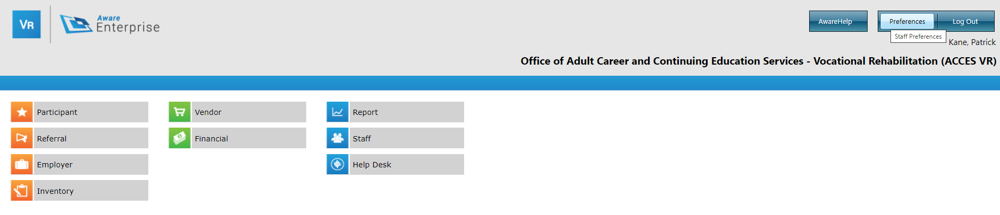 VR
Aware
Enterprise
AwareHelp
Preferences
Log Out
Staff Preferences
Kane, Patrick
Office of Adult Career and Continuing Education Services - Vocational Rehabilitation (ACCES VR)
Participant
Vendor
Report
Referral
Financial
Staff
Employer
Help Desk
Inventory